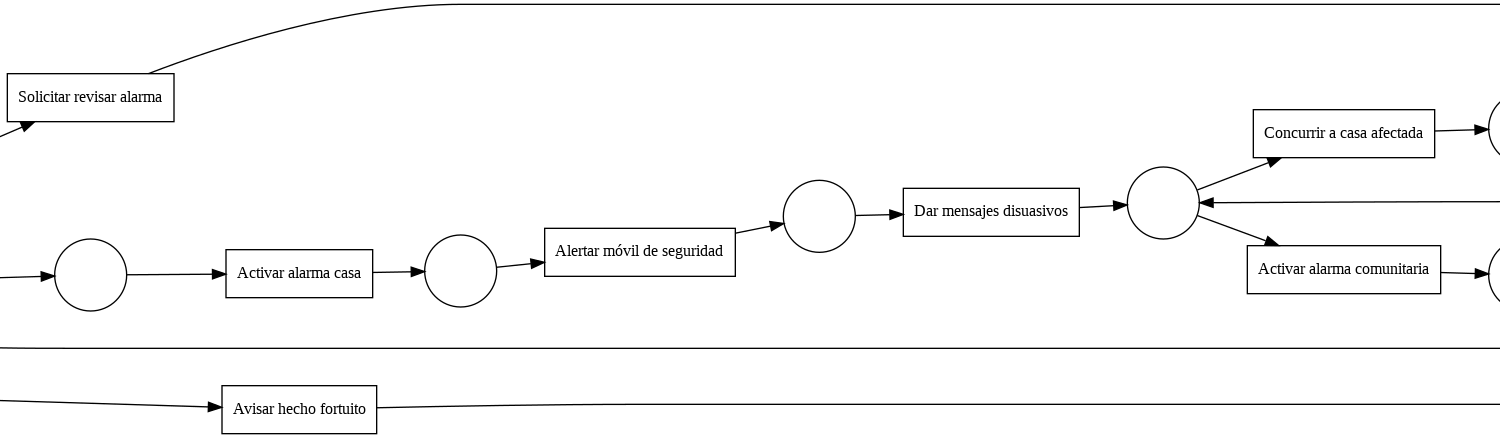 Solicitar revisar alarma
Concurrir a casa afectada
Dar mensajes disuasivos
Alertar móvil de seguridad
Activar alarma casa
Activar alarma comunitaria
Avisar hecho fortuito